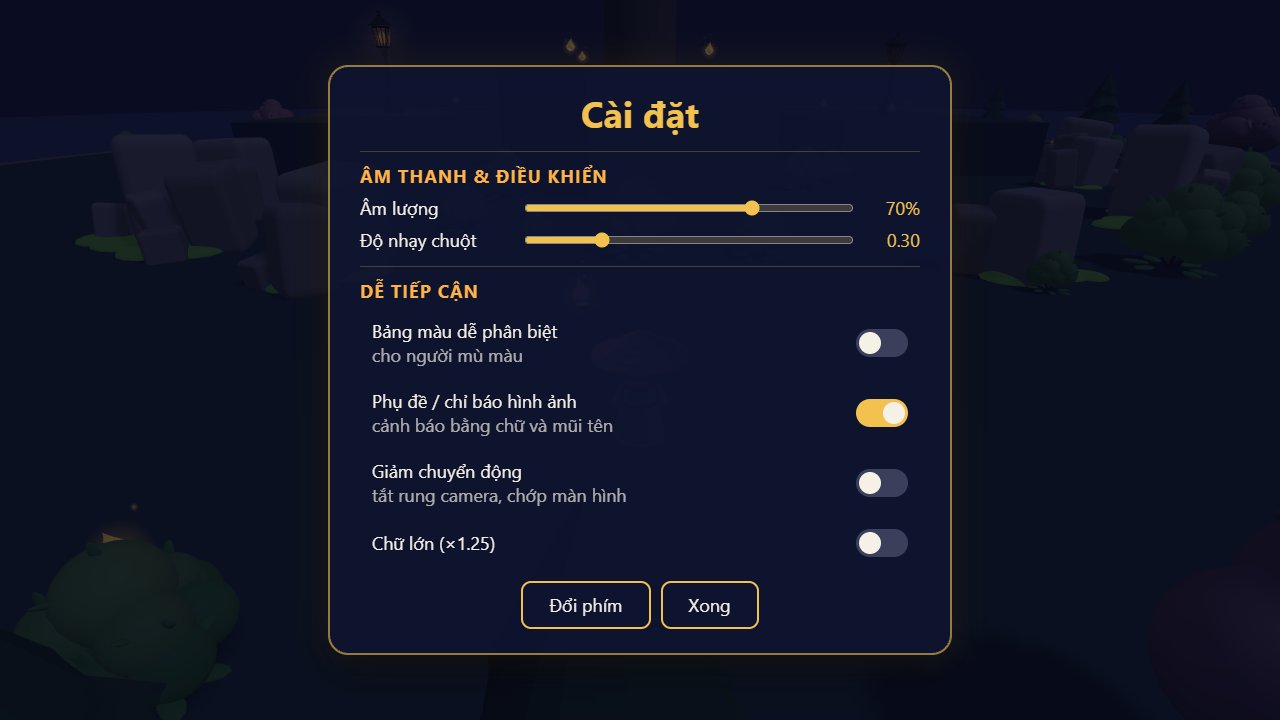 Cài đặt
ÂM THANH & ĐIỀU KHIỂN
Âm lượng 70%
Độ nhạy chuột 0.30
DỄ TIẾP CẬN
Bảng màu dễ phân biệt
cho người mù màu
Phụ đề / chỉ báo hình ảnh
cảnh báo bằng chữ và mũi tên
Giảm chuyển động
tắt rung camera, chớp màn hình
Chữ lớn (×1.25)
Đổi phím Xong